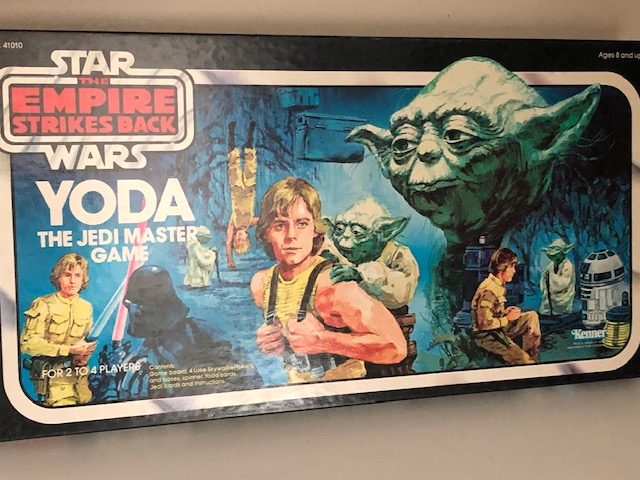 41010
Ages 8 and up
STAR
THE
EMPIRE
STRIKES BACK
WARS
YODA
THE JEDI MASTER
GAME
FOR 2 TO 4 PLAYERS
Contents:
Game board, 4 Luke Skywalker tokens
and bases, spinner, Yoda cards,
Jedi cards and instructions.
Kenner